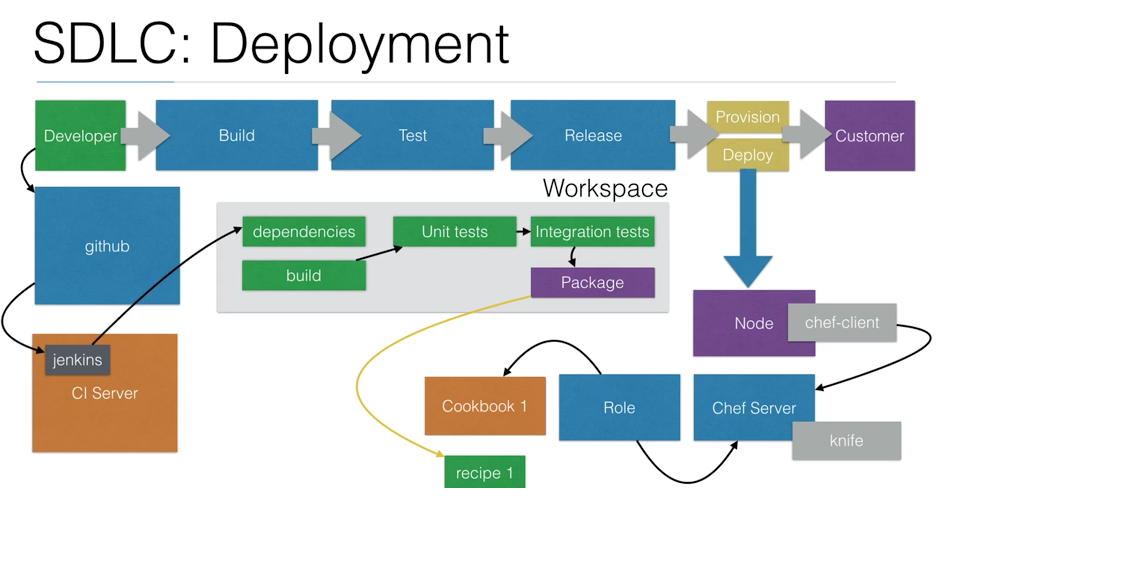 SDLC: Deployment
Developer
Build
Test
Release
Provision
Deploy
Customer
Workspace
github
dependencies
Unit tests
Integration tests
build
Package
jenkins
CI Server
Node
chef-client
Cookbook 1
Role
Chef Server
knife
recipe 1